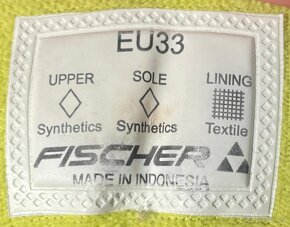 EU33
UPPER SOLE LINING
Synthetics Synthetics Textile
FISCHER
MADE IN INDONESIA